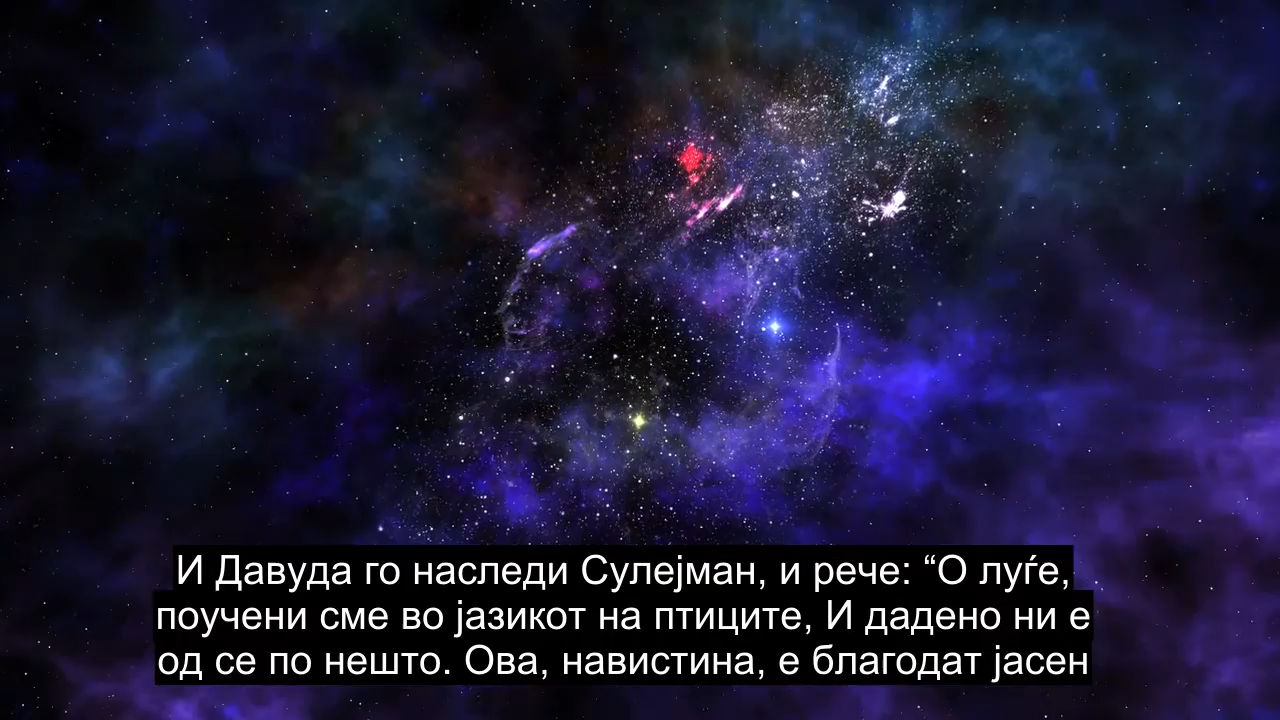 И Давуда го наследи Сулејман, и рече: “О луѓе,
поучени сме во јазикот на птиците, И дадено ни е
од се по нешто. Ова, навистина, е благодат јасен